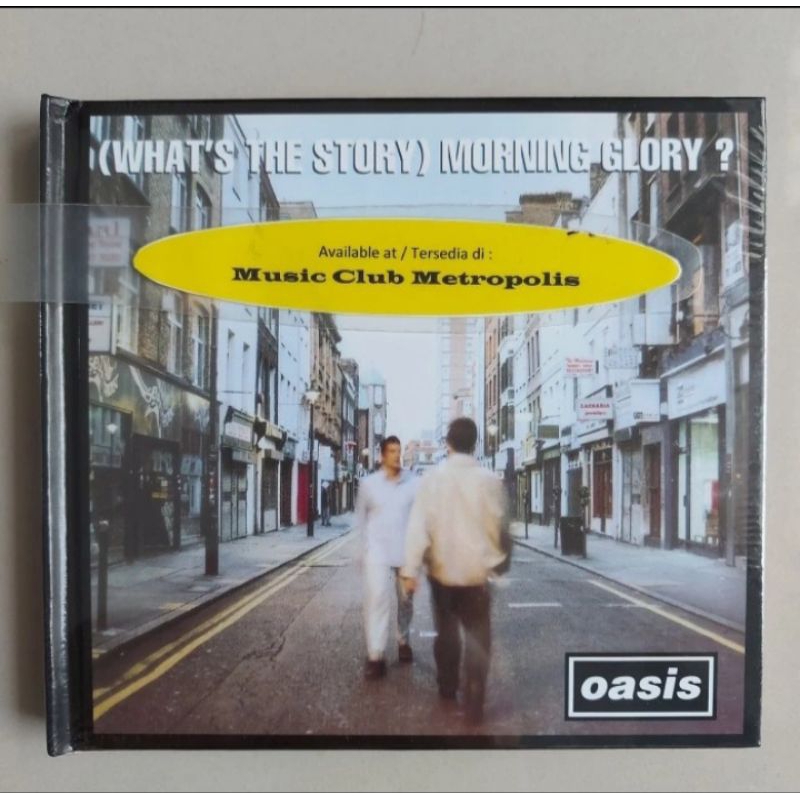 (WHAT'S THE STORY) MORNING GLORY ?
Available at / Tersedia di :
Music Club Metropolis
oasis